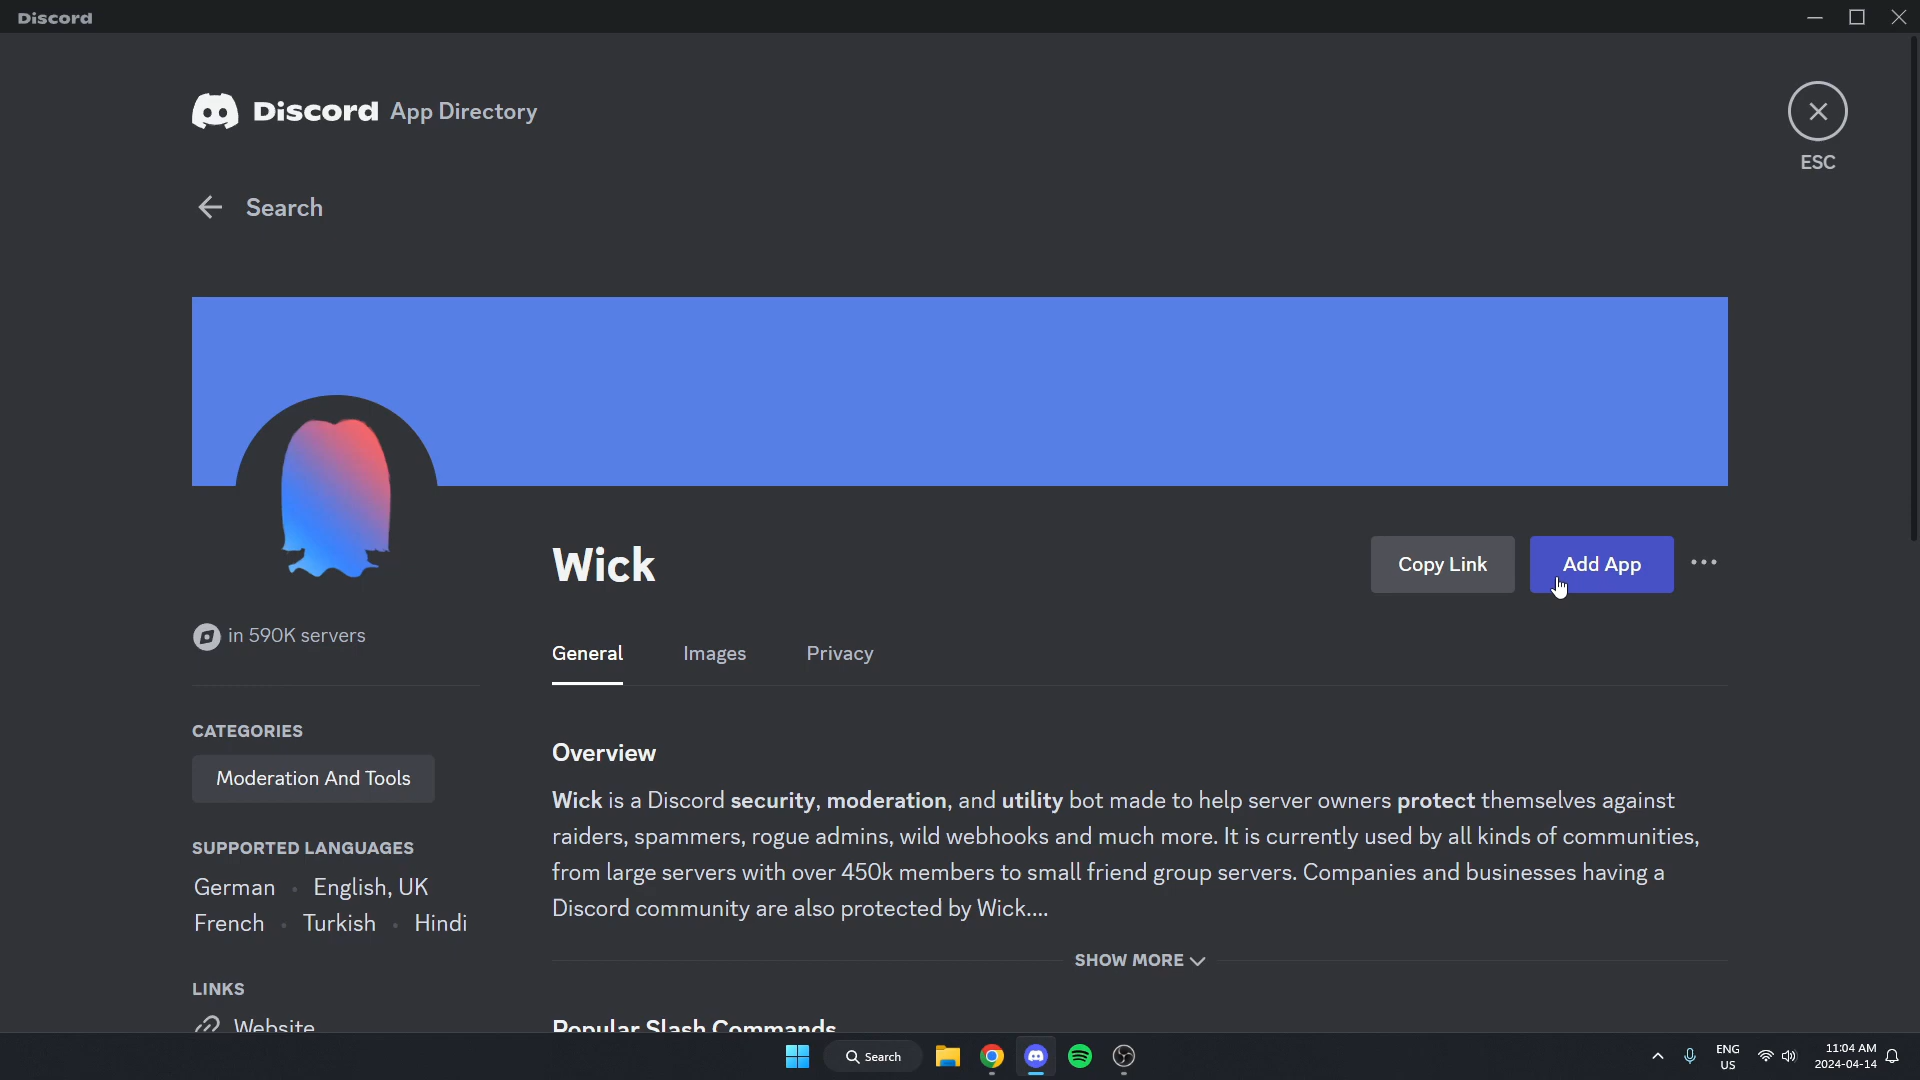 Discord
Discord App Directory
ESC
Search
Wick
Copy Link
Add App
in 590K servers
General
Images
Privacy
CATEGORIES
Moderation And Tools
SUPPORTED LANGUAGES
German · English, UK
French · Turkish · Hindi
LINKS
Website
Overview
Wick is a Discord security, moderation, and utility bot made to help server owners protect themselves against
raiders, spammers, rogue admins, wild webhooks and much more. It is currently used by all kinds of communities,
from large servers with over 450k members to small friend group servers. Companies and businesses having a
Discord community are also protected by Wick....
SHOW MORE
Popular Slash Commands
Search
ENG
US
11:04 AM
2024-04-14